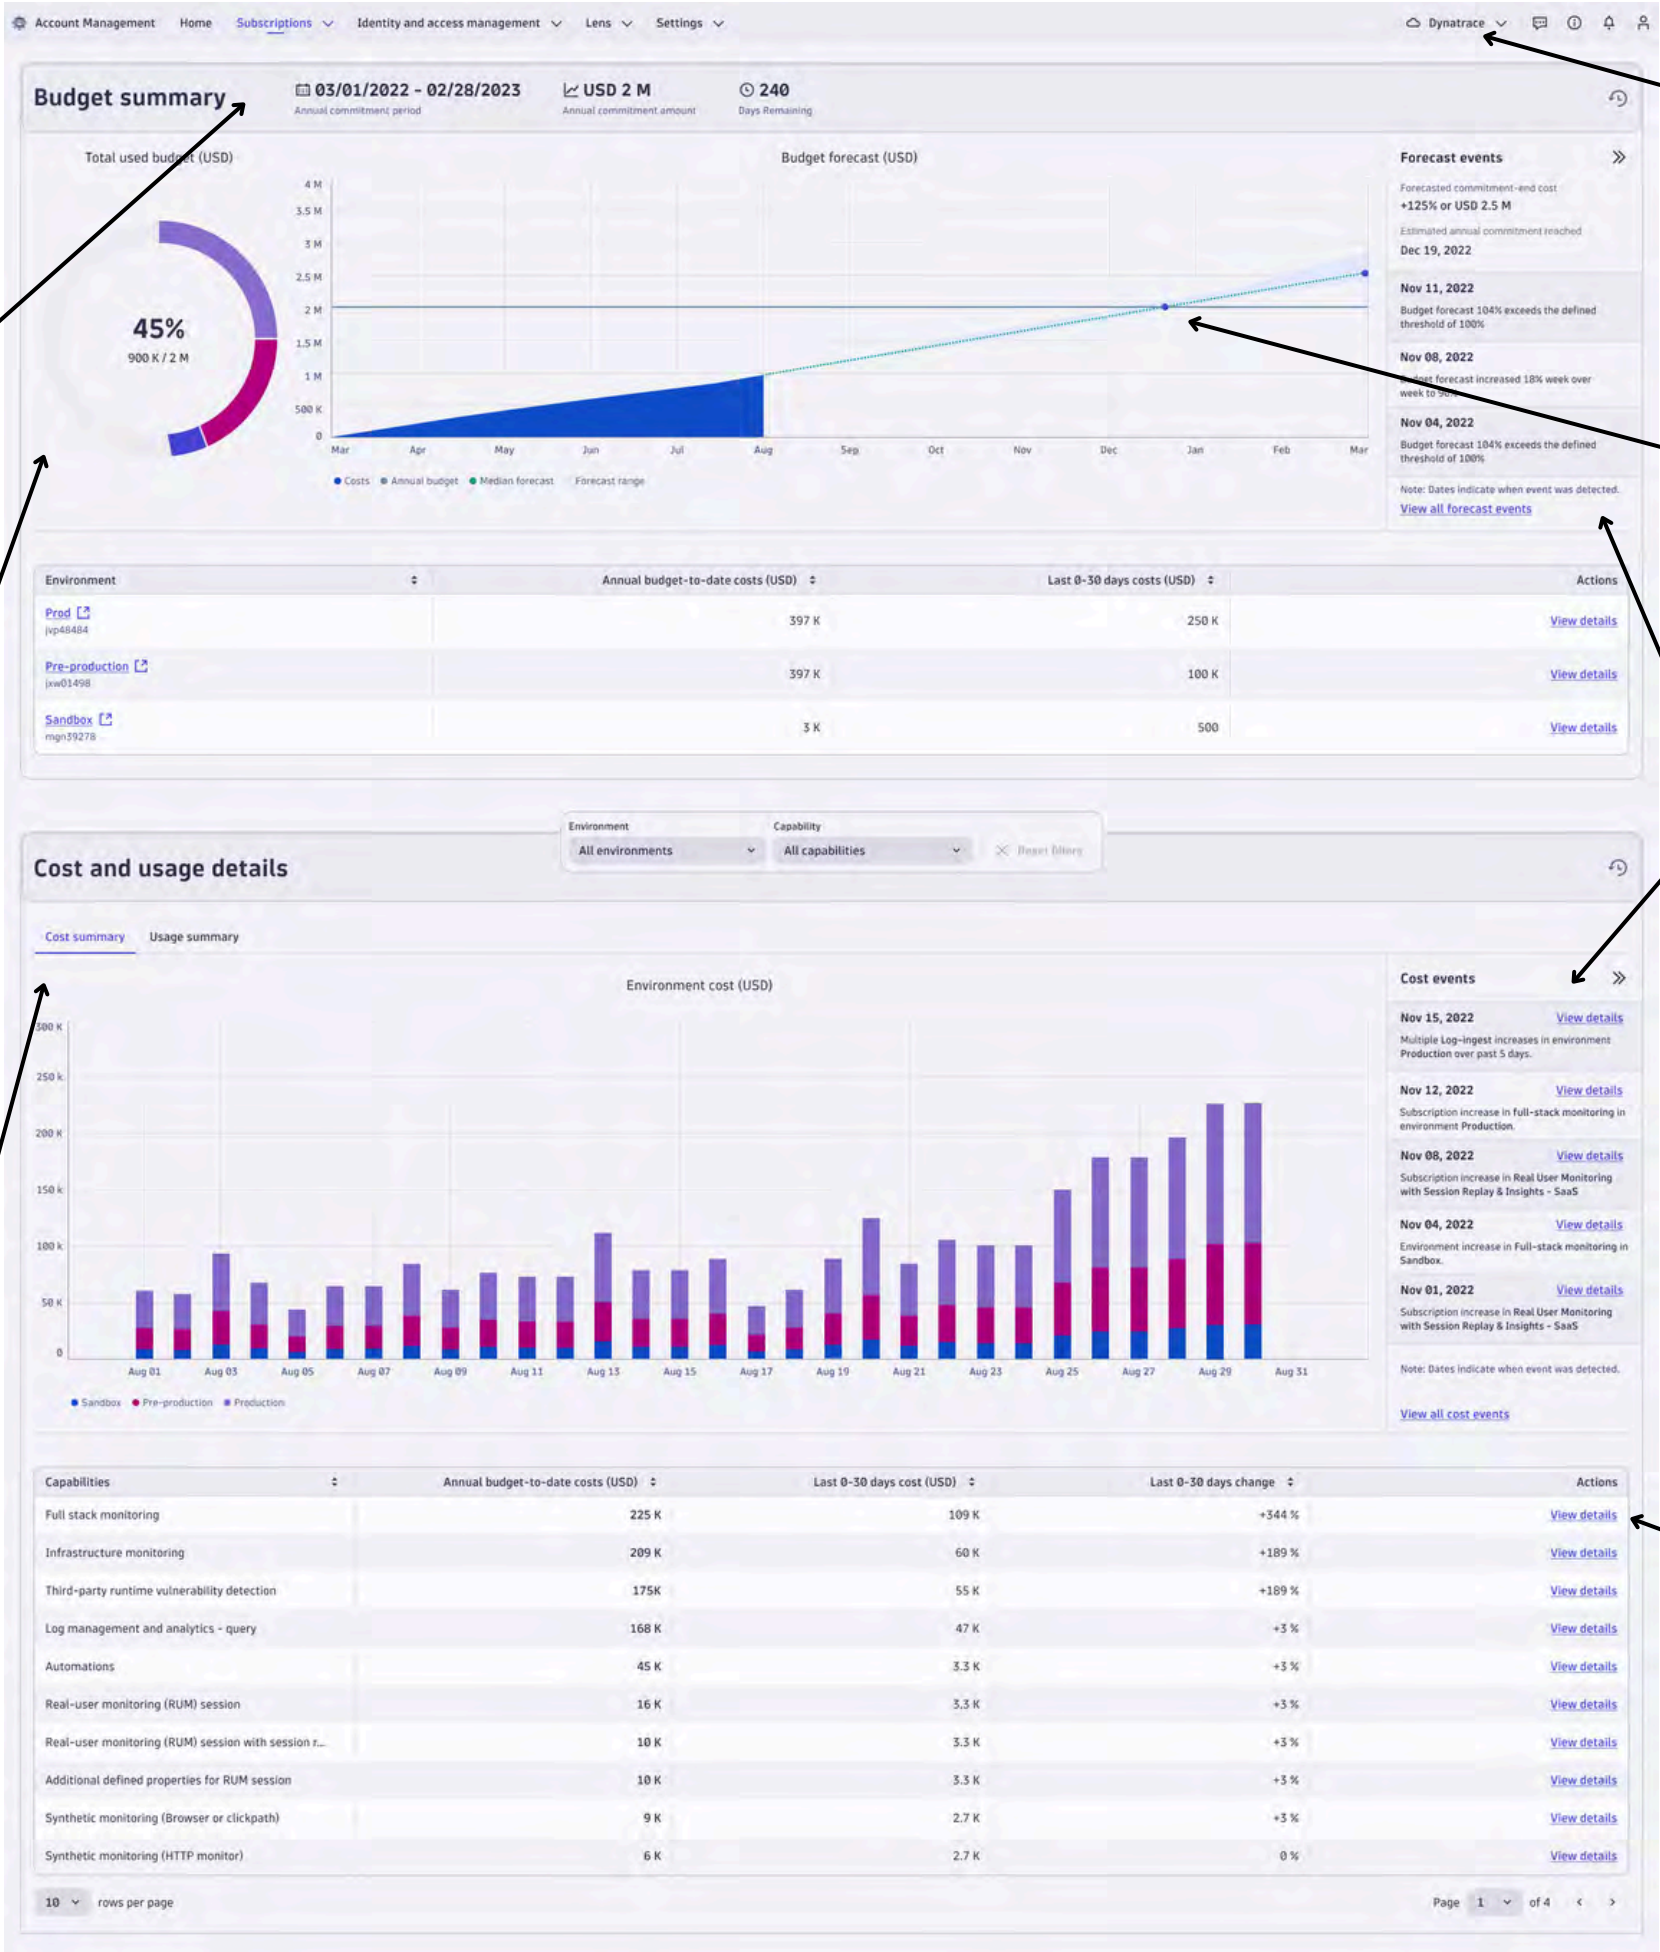 Account Management Home Subscriptions Identity and access management Lens Settings Dynatrace
Budget summary
03/01/2022 - 02/28/2023
Annual commitment period
USD 2 M
Annual commitment amount
240
Days Remaining
Total used budget (USD)
45%
900 K / 2 M
Budget forecast (USD)
4 M
3.5 M
3 M
2.5 M
2 M
1.5 M
1 M
500 K
0
Mar Apr May Jun Jul Aug Sep Oct Nov Dec Jan Feb Mar
Costs Annual budget Median forecast Forecast range
Forecast events
Forecasted commitment-end cost
+125% or USD 2.5 M
Estimated annual commitment reached
Dec 19, 2022
Nov 11, 2022
Budget forecast 104% exceeds the defined
threshold of 100%
Nov 08, 2022
Budget forecast increased 18% week over
week to
Nov 04, 2022
Budget forecast 104% exceeds the defined
threshold of 100%
Note: Dates indicate when event was detected.
View all forecast events
Environment Annual budget-to-date costs (USD) Last 0-30 days costs (USD) Actions
Prod 397 K 250 K View details
jvp48484
Pre-production 397 K 100 K View details
jxw01498
Sandbox 3 K 500 View details
mgn39278
Environment
All environments
Capability
All capabilities
Reset filters
Cost and usage details
Cost summary Usage summary
Environment cost (USD)
300 K
250 k
200 K
150 k
100 k
50 K
0
Aug 01 Aug 03 Aug 05 Aug 07 Aug 09 Aug 11 Aug 13 Aug 15 Aug 17 Aug 19 Aug 21 Aug 23 Aug 25 Aug 27 Aug 29 Aug 31
Sandbox Pre-production Production
Cost events
Nov 15, 2022 View details
Multiple Log-ingest increases in environment
Production over past 5 days.
Nov 12, 2022 View details
Subscription increase in full-stack monitoring in
environment Production.
Nov 08, 2022 View details
Subscription increase in Real User Monitoring
with Session Replay & Insights - SaaS
Nov 04, 2022 View details
Environment increase in Full-stack monitoring in
Sandbox.
Nov 01, 2022 View details
Subscription increase in Real User Monitoring
with Session Replay & Insights - SaaS
Note: Dates indicate when event was detected.
View all cost events
Capabilities Annual budget-to-date costs (USD) Last 0-30 days cost (USD) Last 0-30 days change Actions
Full stack monitoring 225 K 109 K +344 % View details
Infrastructure monitoring 209 K 60 K +189 % View details
Third-party runtime vulnerability detection 175K 55 K +189 % View details
Log management and analytics - query 168 K 47 K +3 % View details
Automations 45 K 3.3 K +3 % View details
Real-user monitoring (RUM) session 16 K 3.3 K +3 % View details
Real-user monitoring (RUM) session with session r... 10 K 3.3 K +3 % View details
Additional defined properties for RUM session 10 K 3.3 K +3 % View details
Synthetic monitoring (Browser or clickpath) 9 K 2.7 K +3 % View details
Synthetic monitoring (HTTP monitor) 6 K 2.7 K 0 % View details
10 rows per page Page 1 of 4